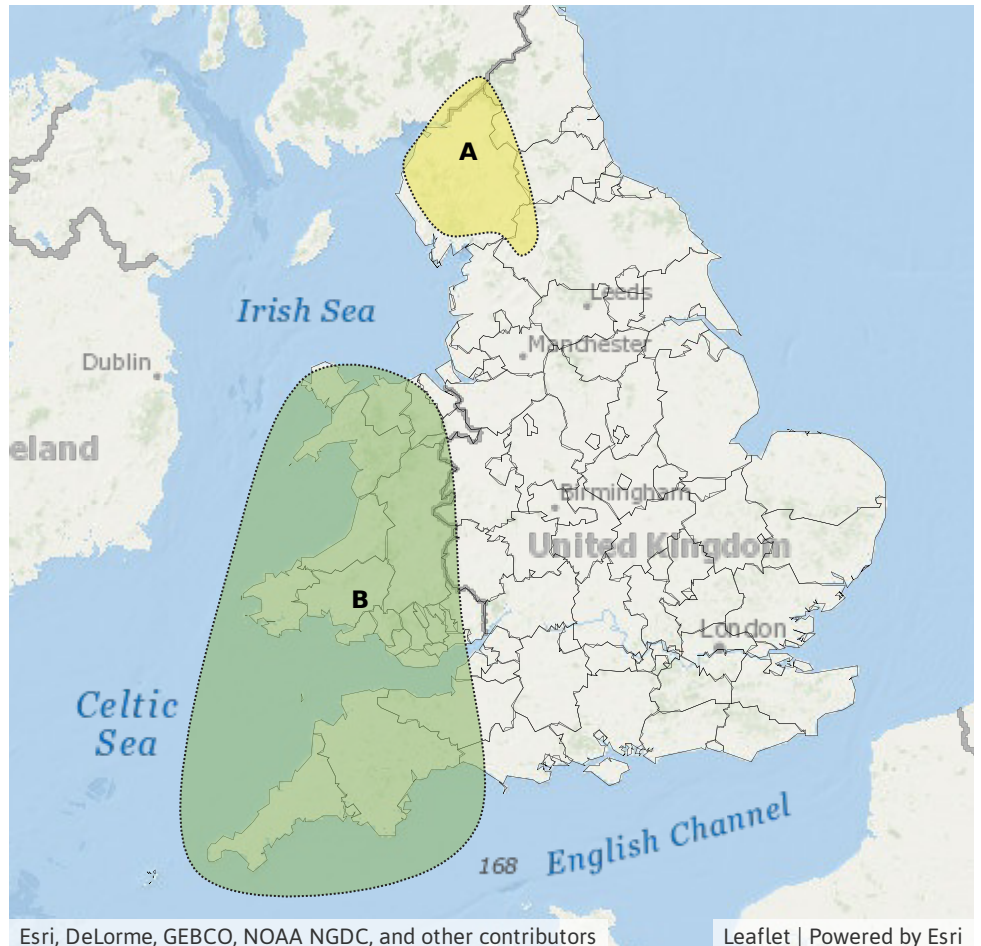 A
Leeds
Irish Sea
Manchester
Dublin
eland
Birmingham
United Kingdom
B
London
Celtic
Sea
English Channel
168
Esri, DeLorme, GEBCO, NOAA NGDC, and other contributors
Leaflet | Powered by Esri